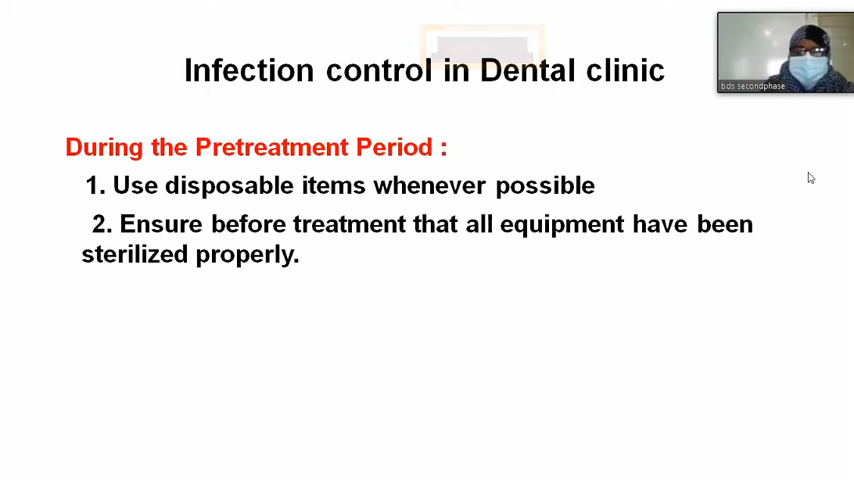 Infection control in Dental clinic
bds secondphase
During the Pretreatment Period :
1. Use disposable items whenever possible
2. Ensure before treatment that all equipment have been
sterilized properly.